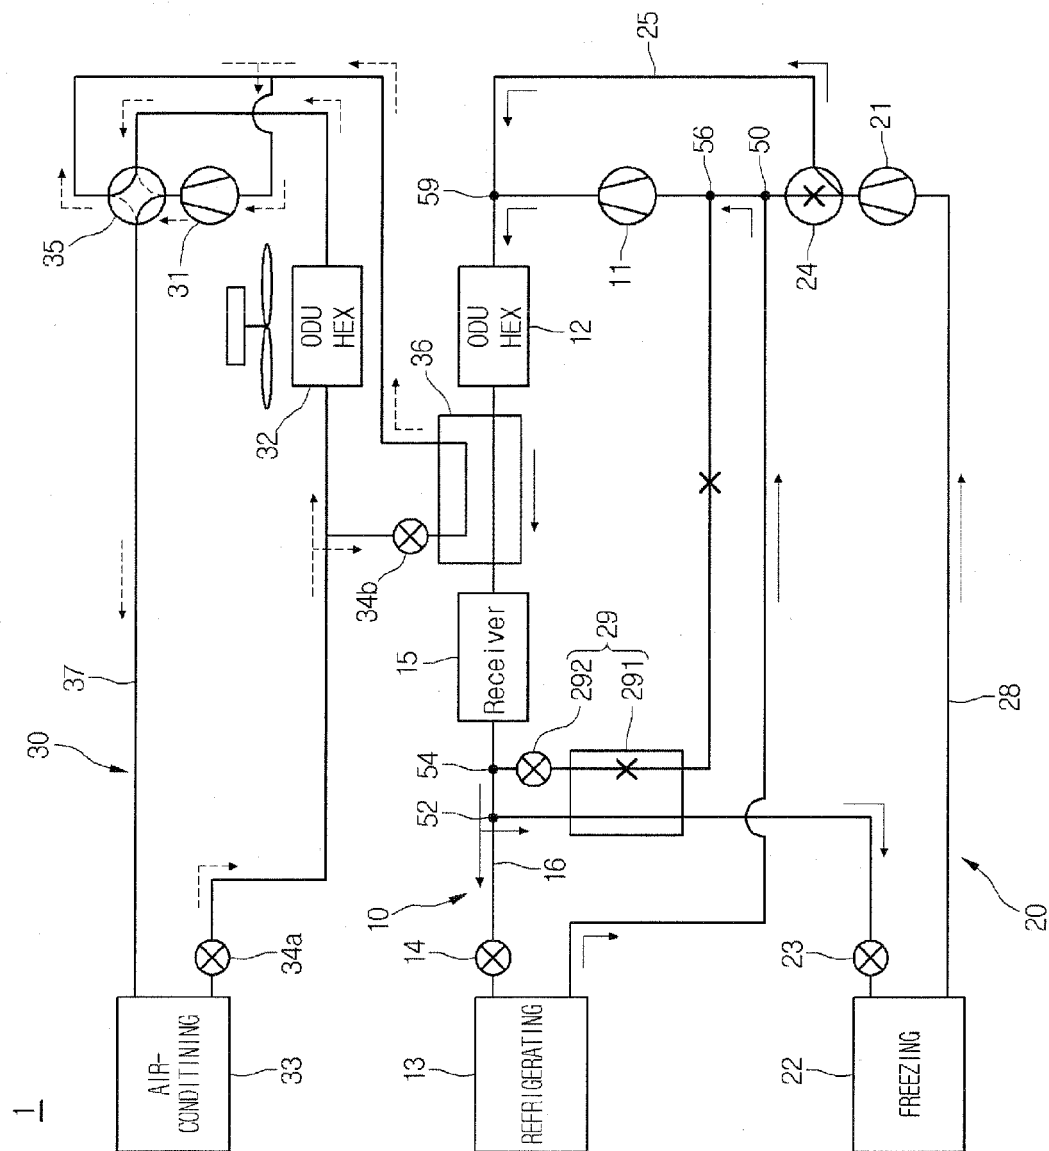 1
30
37
35
31
25
AIR-
CONDITINING
33
34a
32
ODU
HEX
34b
36
59
56
50
21
10
54
52
16
14
15
Receiver
292
29
291
ODU
HEX
12
11
24
REFRIGERATING
13
FREEZING
22
23
20
28